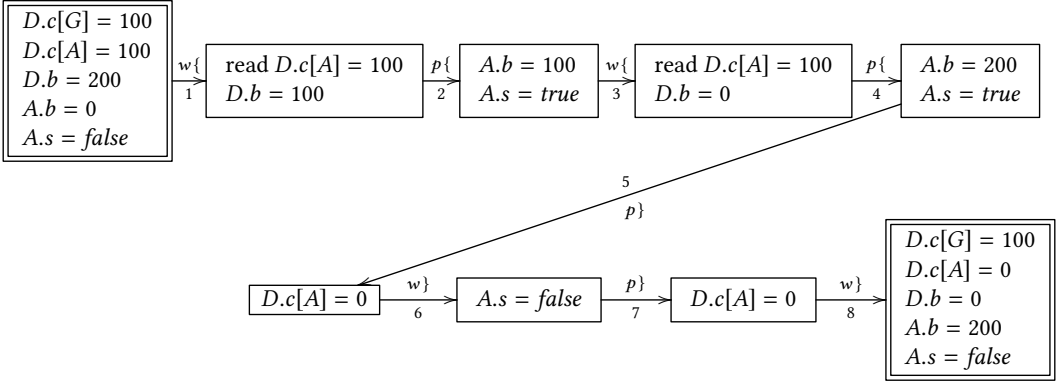 D.c[G] = 100
D.c[A] = 100
D.b = 200
A.b = 0
A.s = false
w{
1
read D.c[A] = 100
D.b = 100
p{
2
A.b = 100
A.s = true
w{
3
read D.c[A] = 100
D.b = 0
p{
4
A.b = 200
A.s = true
5
p}
D.c[A] = 0
w}
6
A.s = false
p}
7
D.c[A] = 0
w}
8
D.c[G] = 100
D.c[A] = 0
D.b = 0
A.b = 200
A.s = false